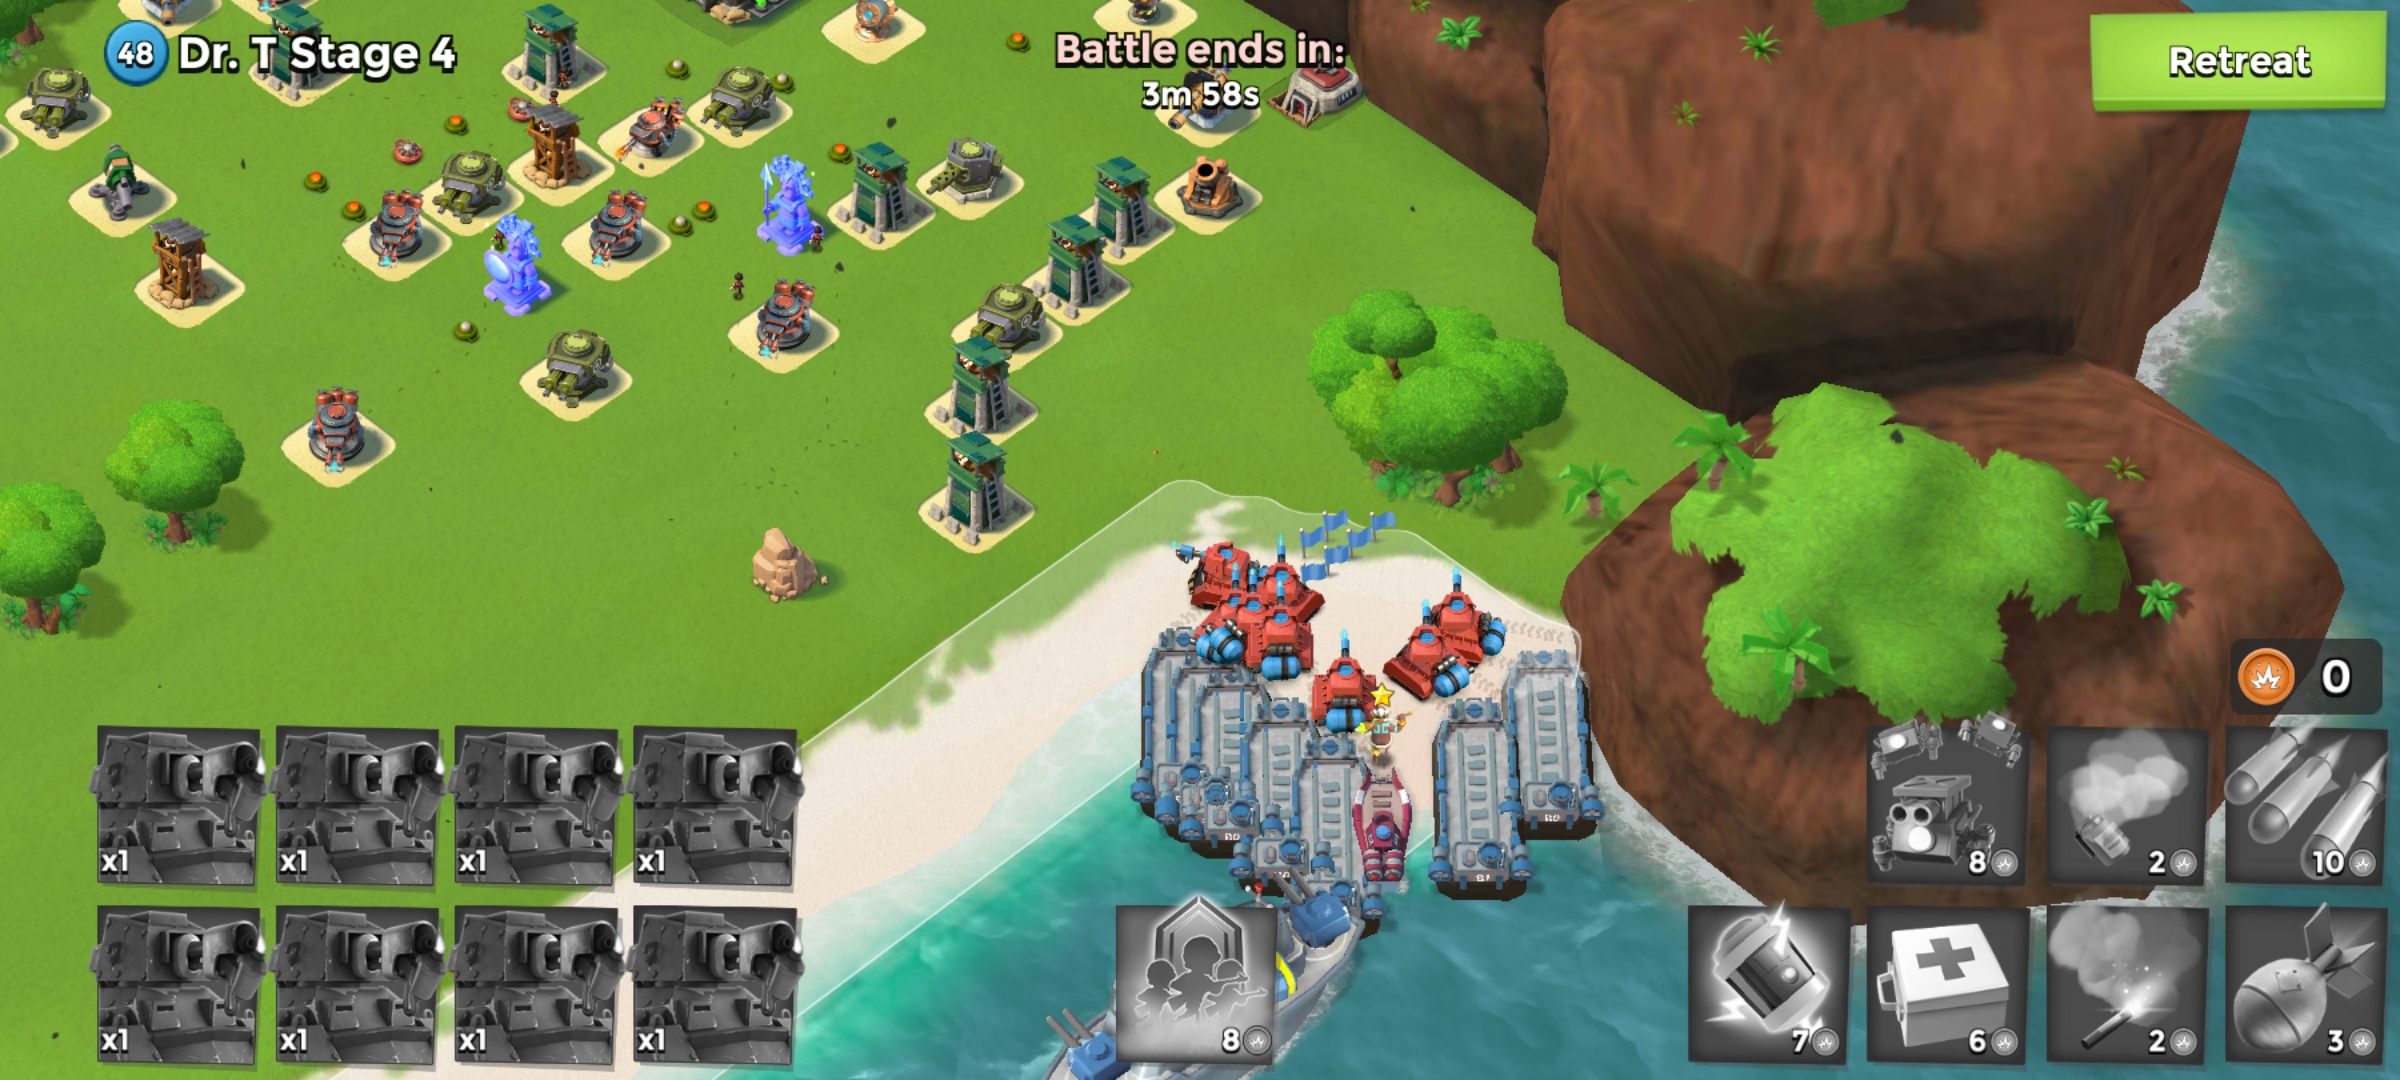 48 Dr. T Stage 4
Battle ends in:
3m 58s
Retreat
0
x1 x1 x1 x1
8 2 10
x1 x1 x1 x1
8 7 6 2 3